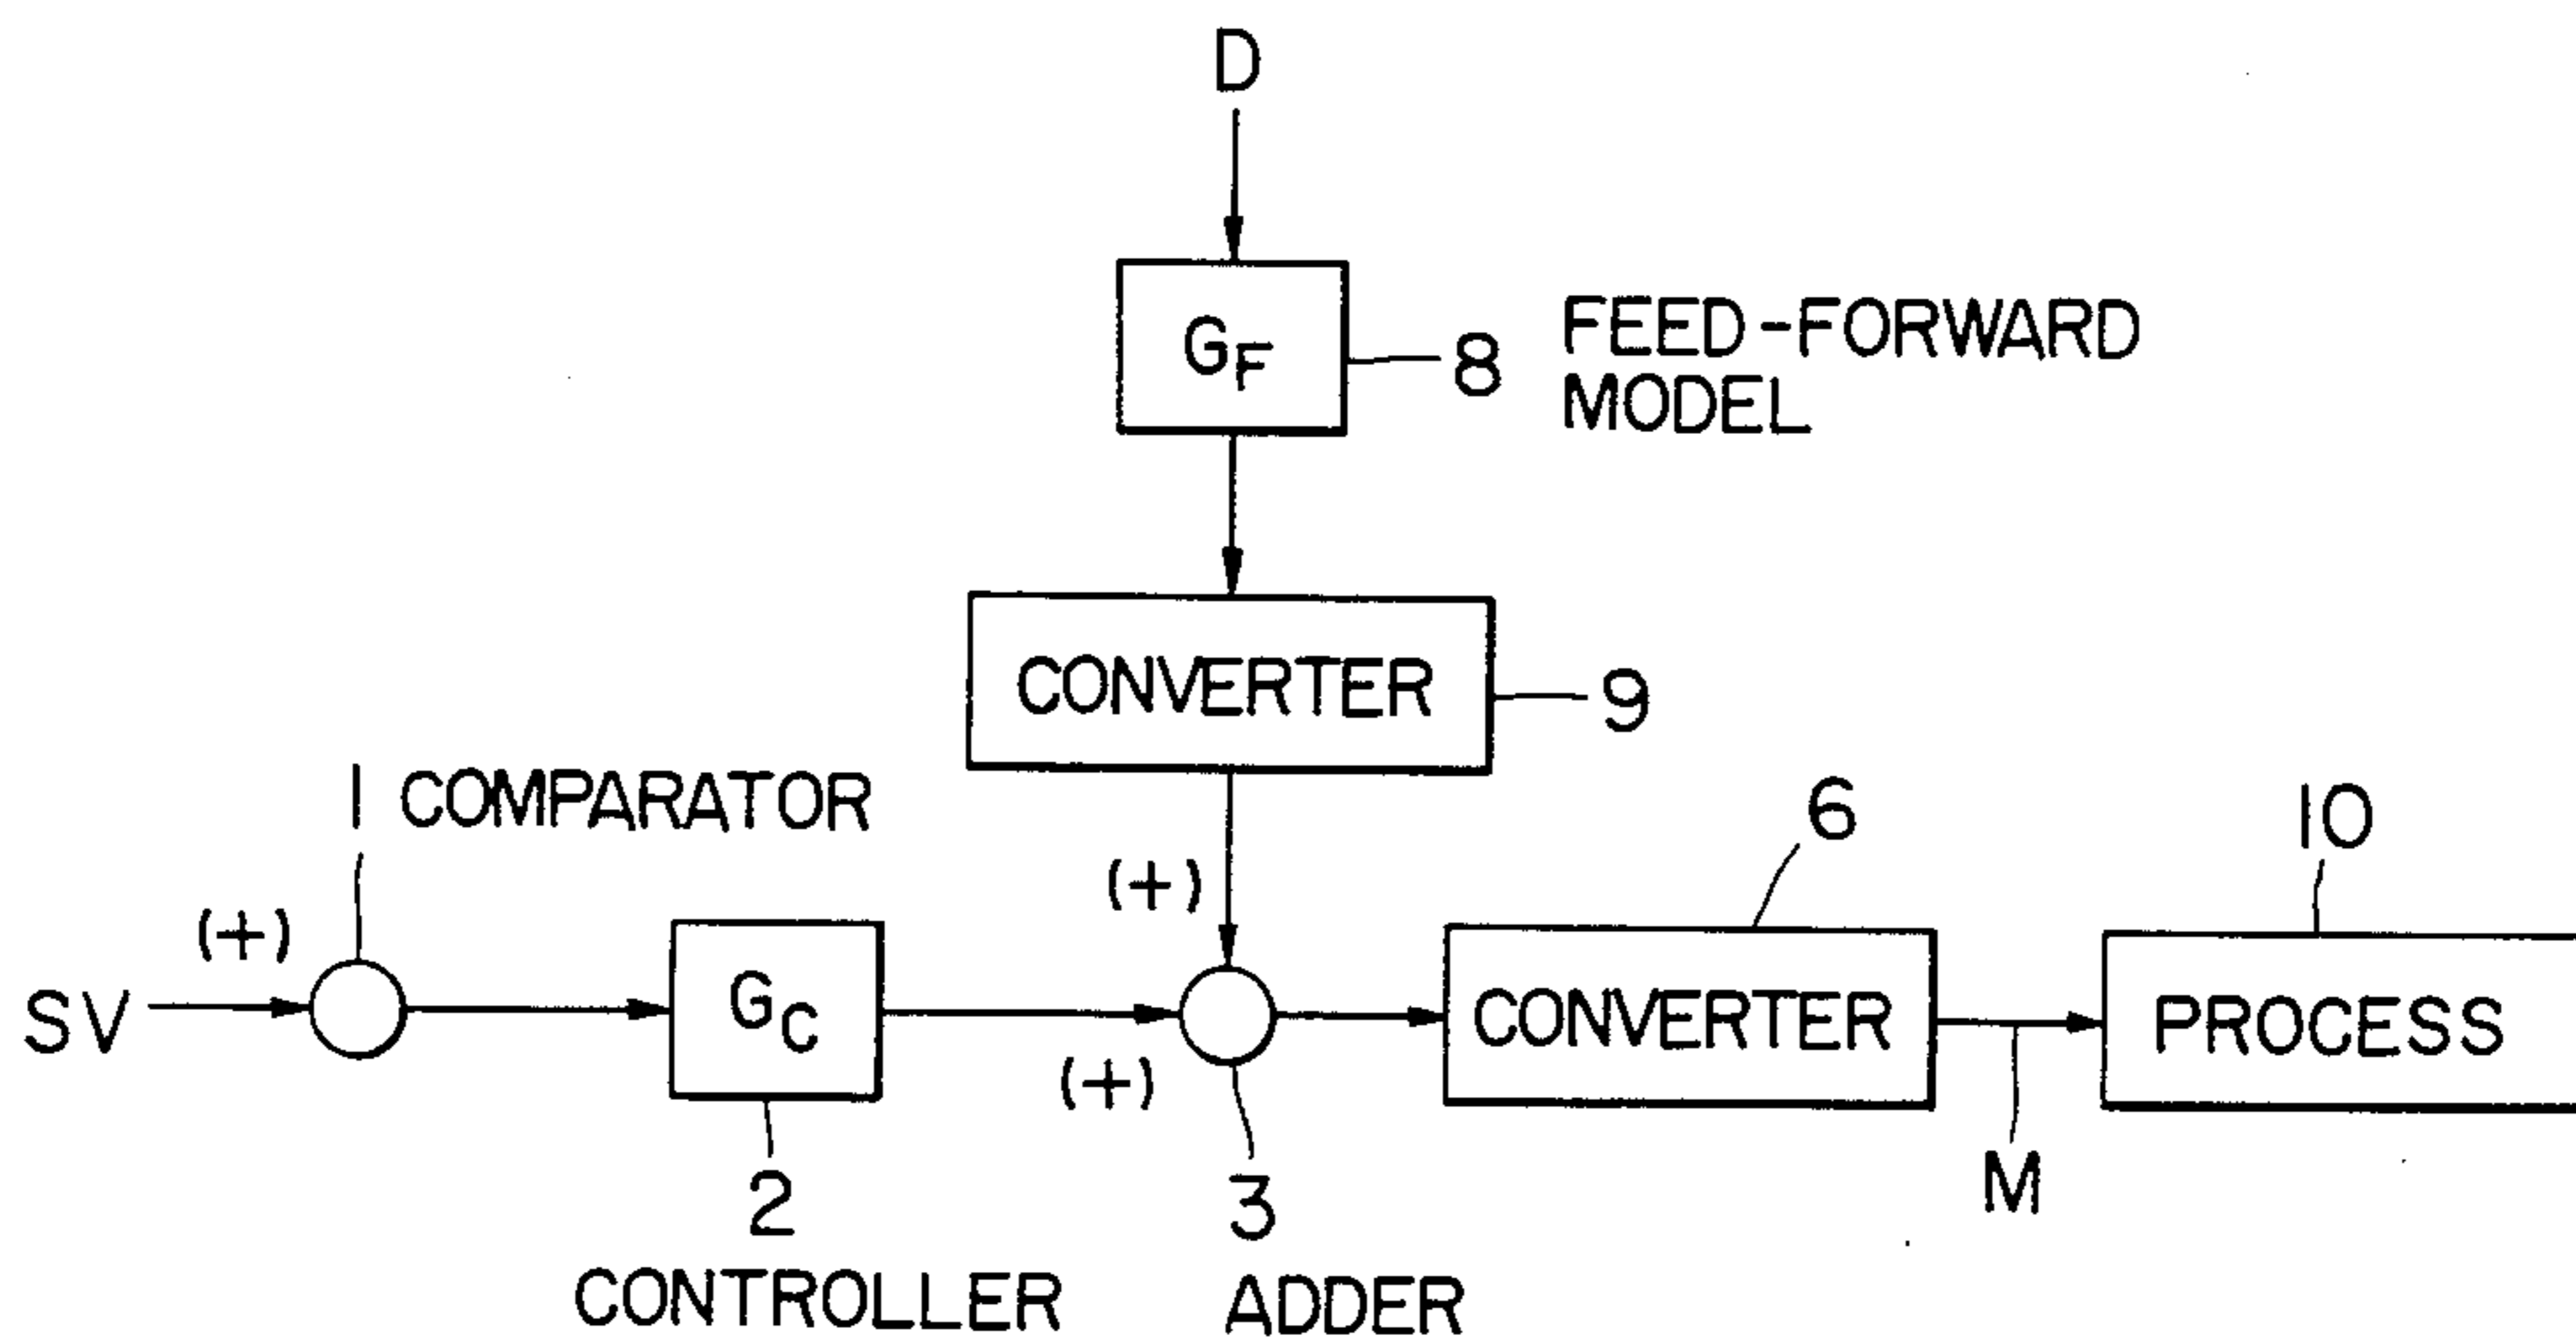 D
GF
8
FEED-FORWARD
MODEL
CONVERTER
9
1 COMPARATOR
(+)
SV
GC
2
CONTROLLER
(+)
(+)
3
ADDER
6
CONVERTER
M
10
PROCESS